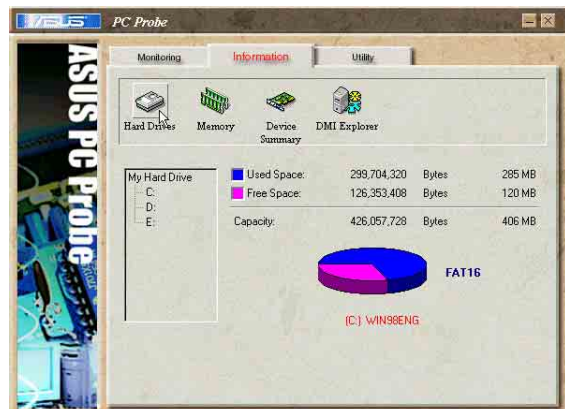 ASUS PC Probe
ASUS PC Probe
Monitoring Information Utility
Hard Drives Memory Device Summary DMI Explorer
My Hard Drive
C:
D:
E:
Used Space: 299,704,320 Bytes 285 MB
Free Space: 126,353,408 Bytes 120 MB
Capacity: 426,057,728 Bytes 406 MB
FAT16
(C:) WIN98ENG